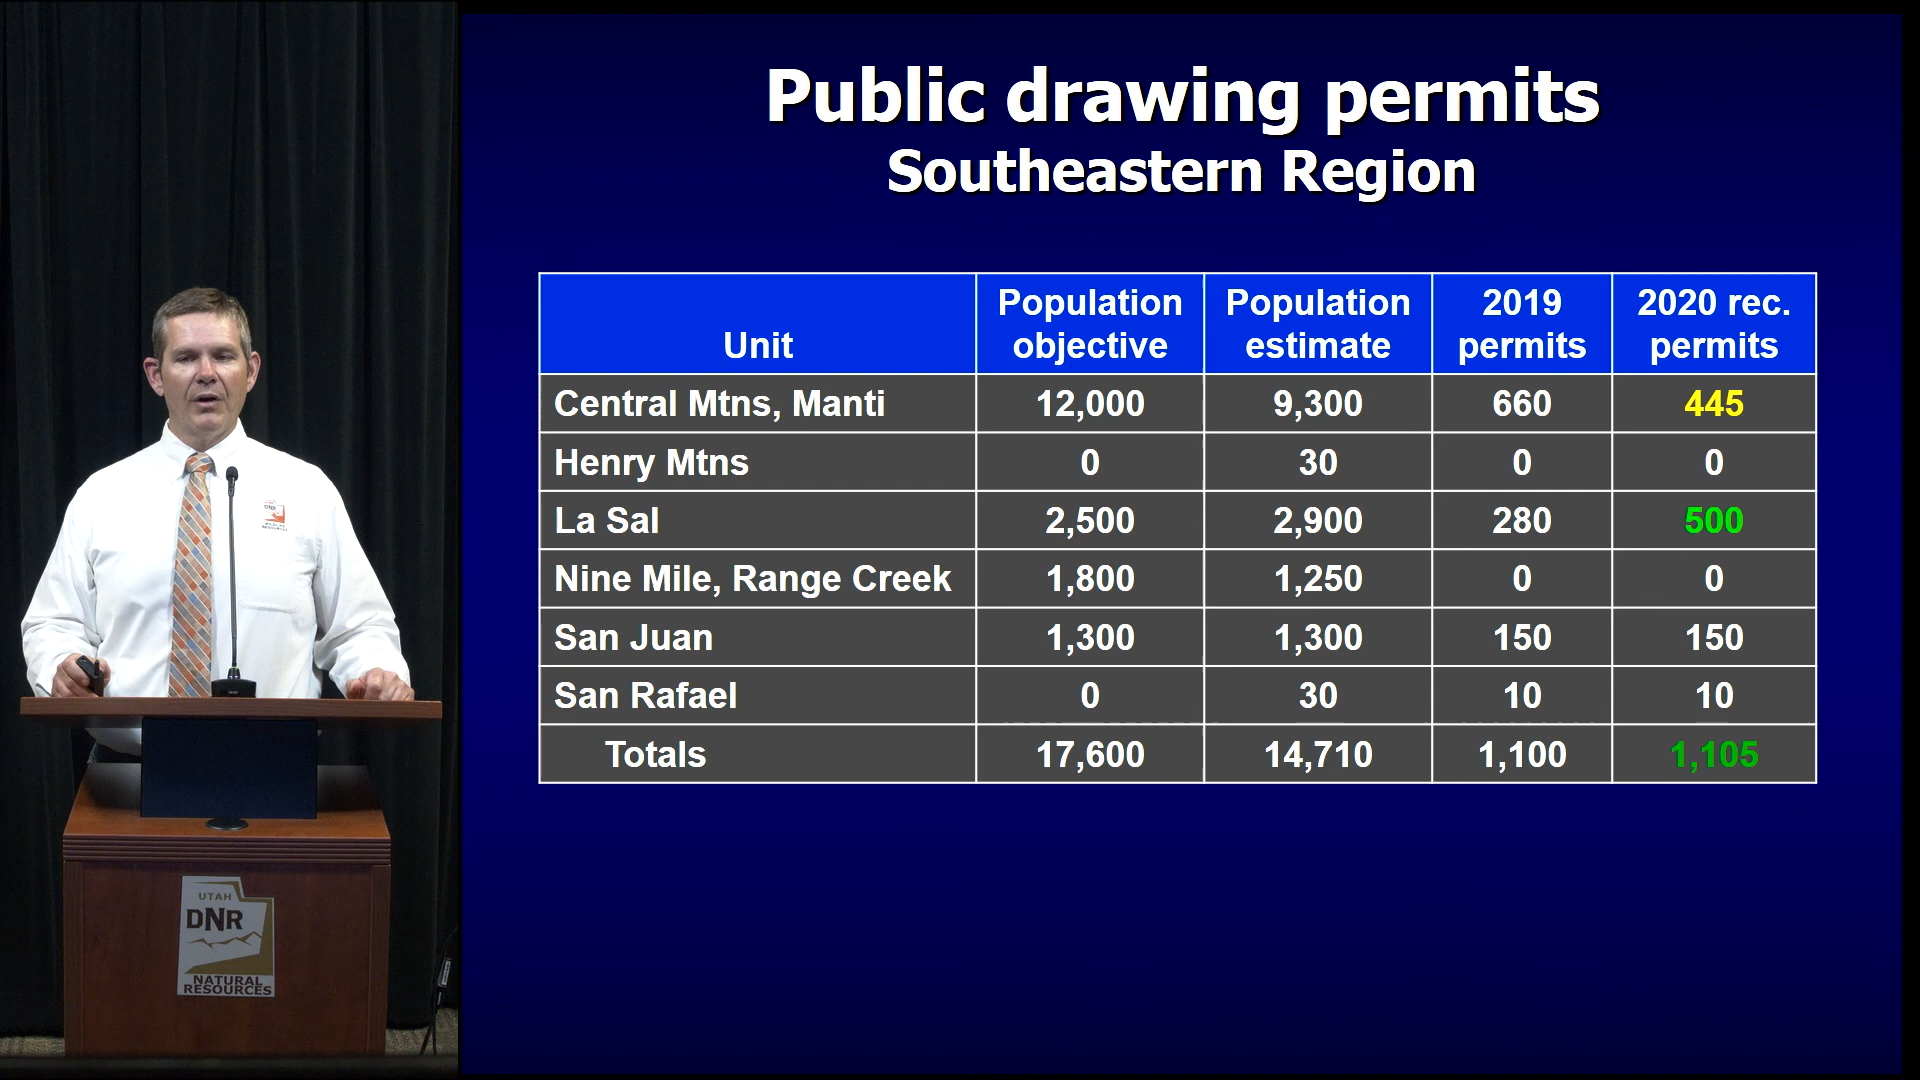 Public drawing permits
Southeastern Region
Unit
Population objective
Population estimate
2019 permits
2020 rec. permits
Central Mtns, Manti 12,000 9,300 660 445
Henry Mtns 0 30 0 0
La Sal 2,500 2,900 280 500
Nine Mile, Range Creek 1,800 1,250 0 0
San Juan 1,300 1,300 150 150
San Rafael 0 30 10 10
Totals 17,600 14,710 1,100 1,105
DNR
UTAH
DNR
NATURAL
RESOURCES